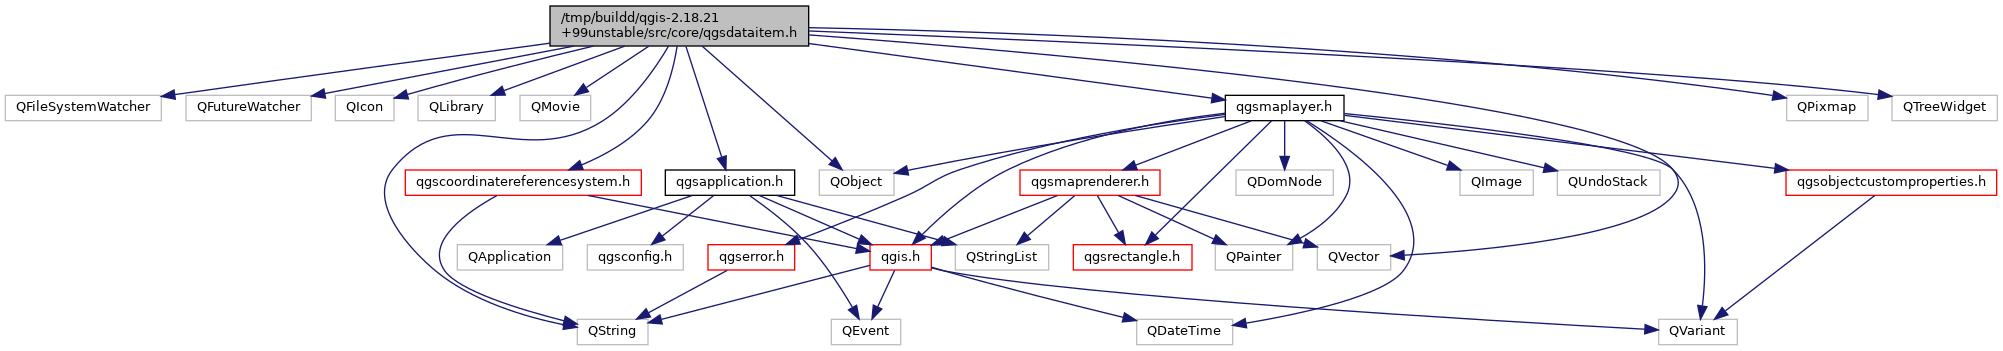 /tmp/buildd/qgis-2.18.21
+99unstable/src/core/qgsdataitem.h
QFileSystemWatcher
QFutureWatcher
QIcon
QLibrary
QMovie
qgsmaplayer.h
QPixmap
QTreeWidget
qgscoordinatereferencesystem.h
qgsapplication.h
QObject
qgsmaprenderer.h
QDomNode
QImage
QUndoStack
qgsobjectcustomproperties.h
QApplication
qgsconfig.h
qgserror.h
qgis.h
QStringList
qgsrectangle.h
QPainter
QVector
QString
QEvent
QDateTime
QVariant